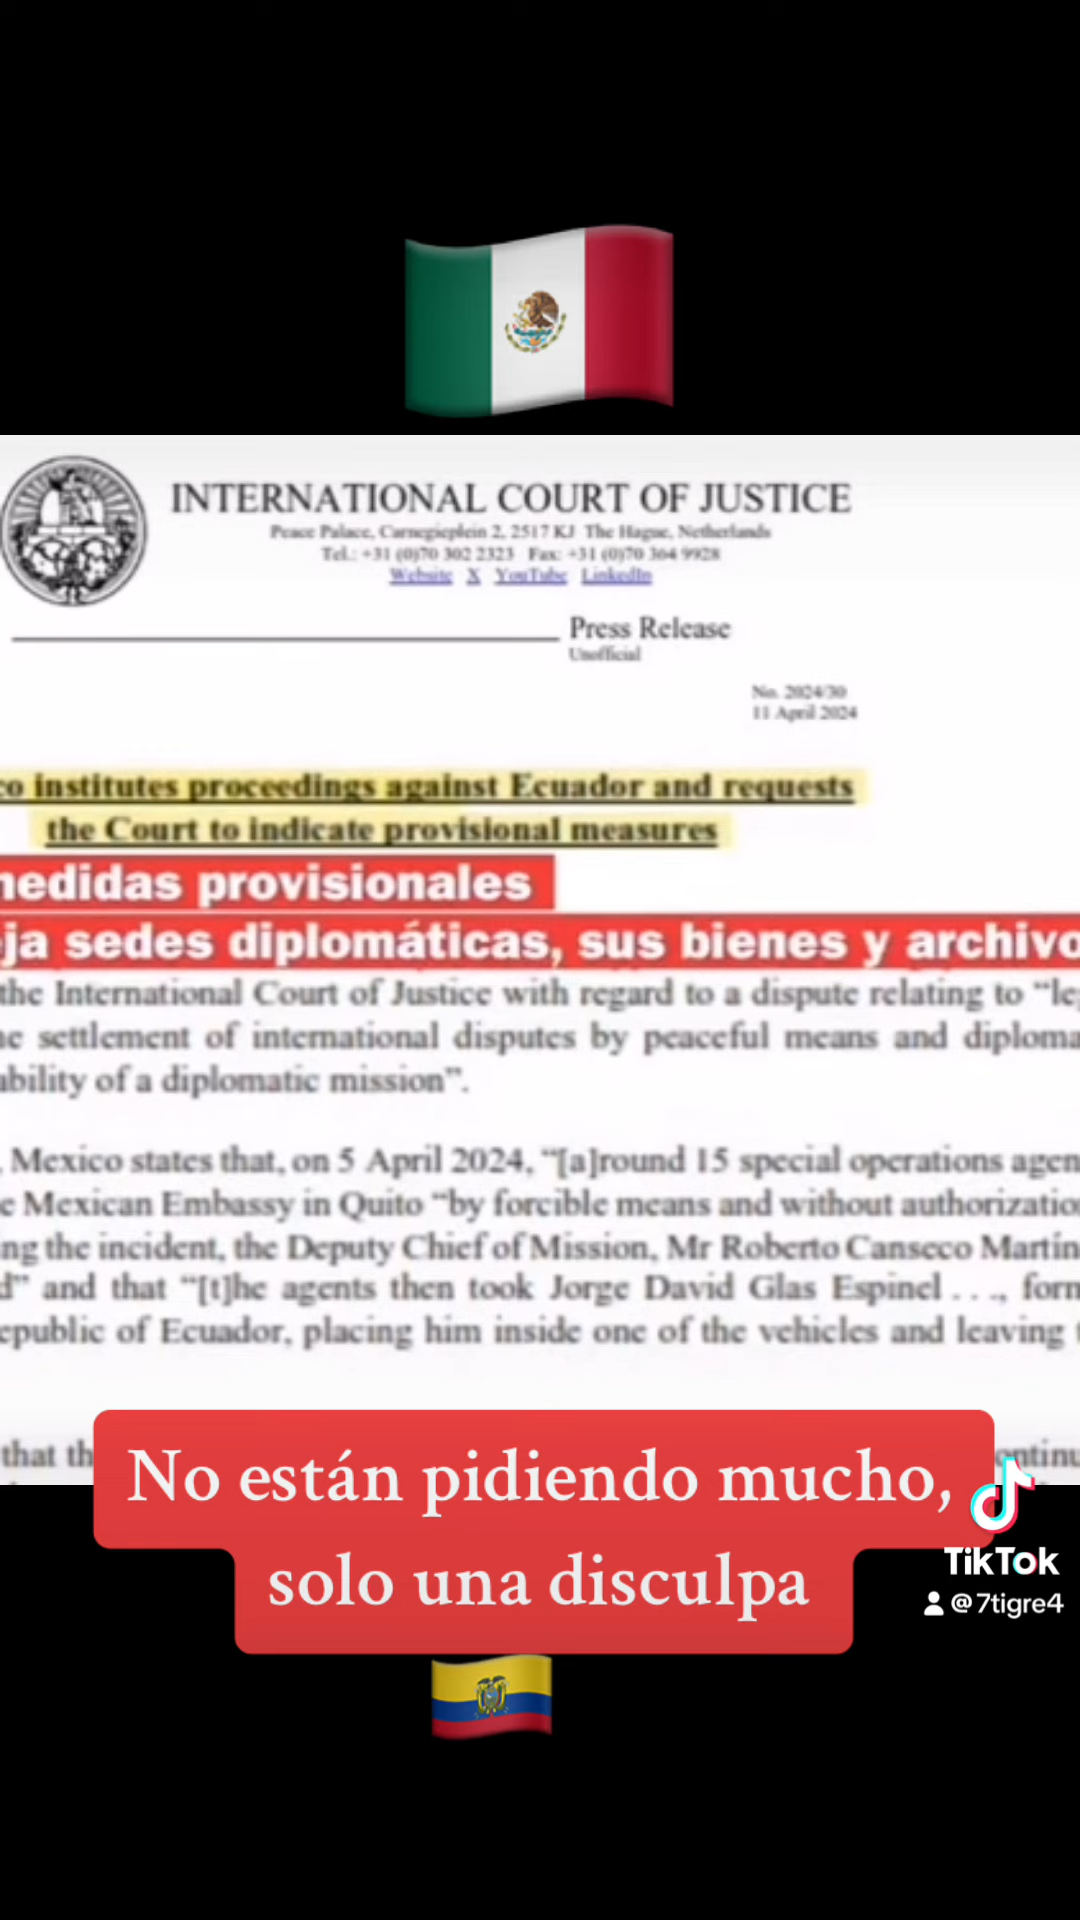 INTERNATIONAL COURT OF JUSTICE
Peace Palace, Carnegieplein 2, 2517 KJ The Hague, Netherlands
Tel.: +31 (0)70 302 2323 Fax: +31 (0)70 364 9928
Website X YouTube LinkedIn
Press Release
Unofficial
No. 2024/30
11 April 2024
co institutes proceedings against Ecuador and requests
the Court to indicate provisional measures
medidas provisionales
ja sedes diplomáticas, sus bienes y archivo
the International Court of Justice with regard to a dispute relating to “le
settlement of international disputes by peaceful means and diploma
ability of a diplomatic mission”.
Mexico states that, on 5 April 2024, “[a]round 15 special operations agen
e Mexican Embassy in Quito “by forcible means and without authorizatio
ing the incident, the Deputy Chief of Mission, Mr Roberto Canseco Martín
d” and that “[t]he agents then took Jorge David Glas Espinel . . ., form
epublic of Ecuador, placing him inside one of the vehicles and leaving
that th
ontinu
No están pidiendo mucho,
solo una disculpa
TikTok
@7tigre4